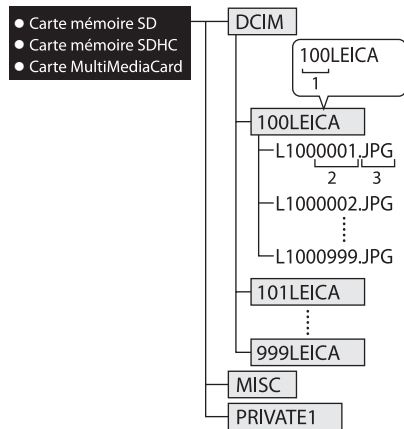 ● Carte mémoire SD
● Carte mémoire SDHC
● Carte MultiMediaCard
DCIM
100LEICA
1
100LEICA
L1000001.JPG
2 3
L1000002.JPG
L1000999.JPG
101LEICA
999LEICA
MISC
PRIVATE1